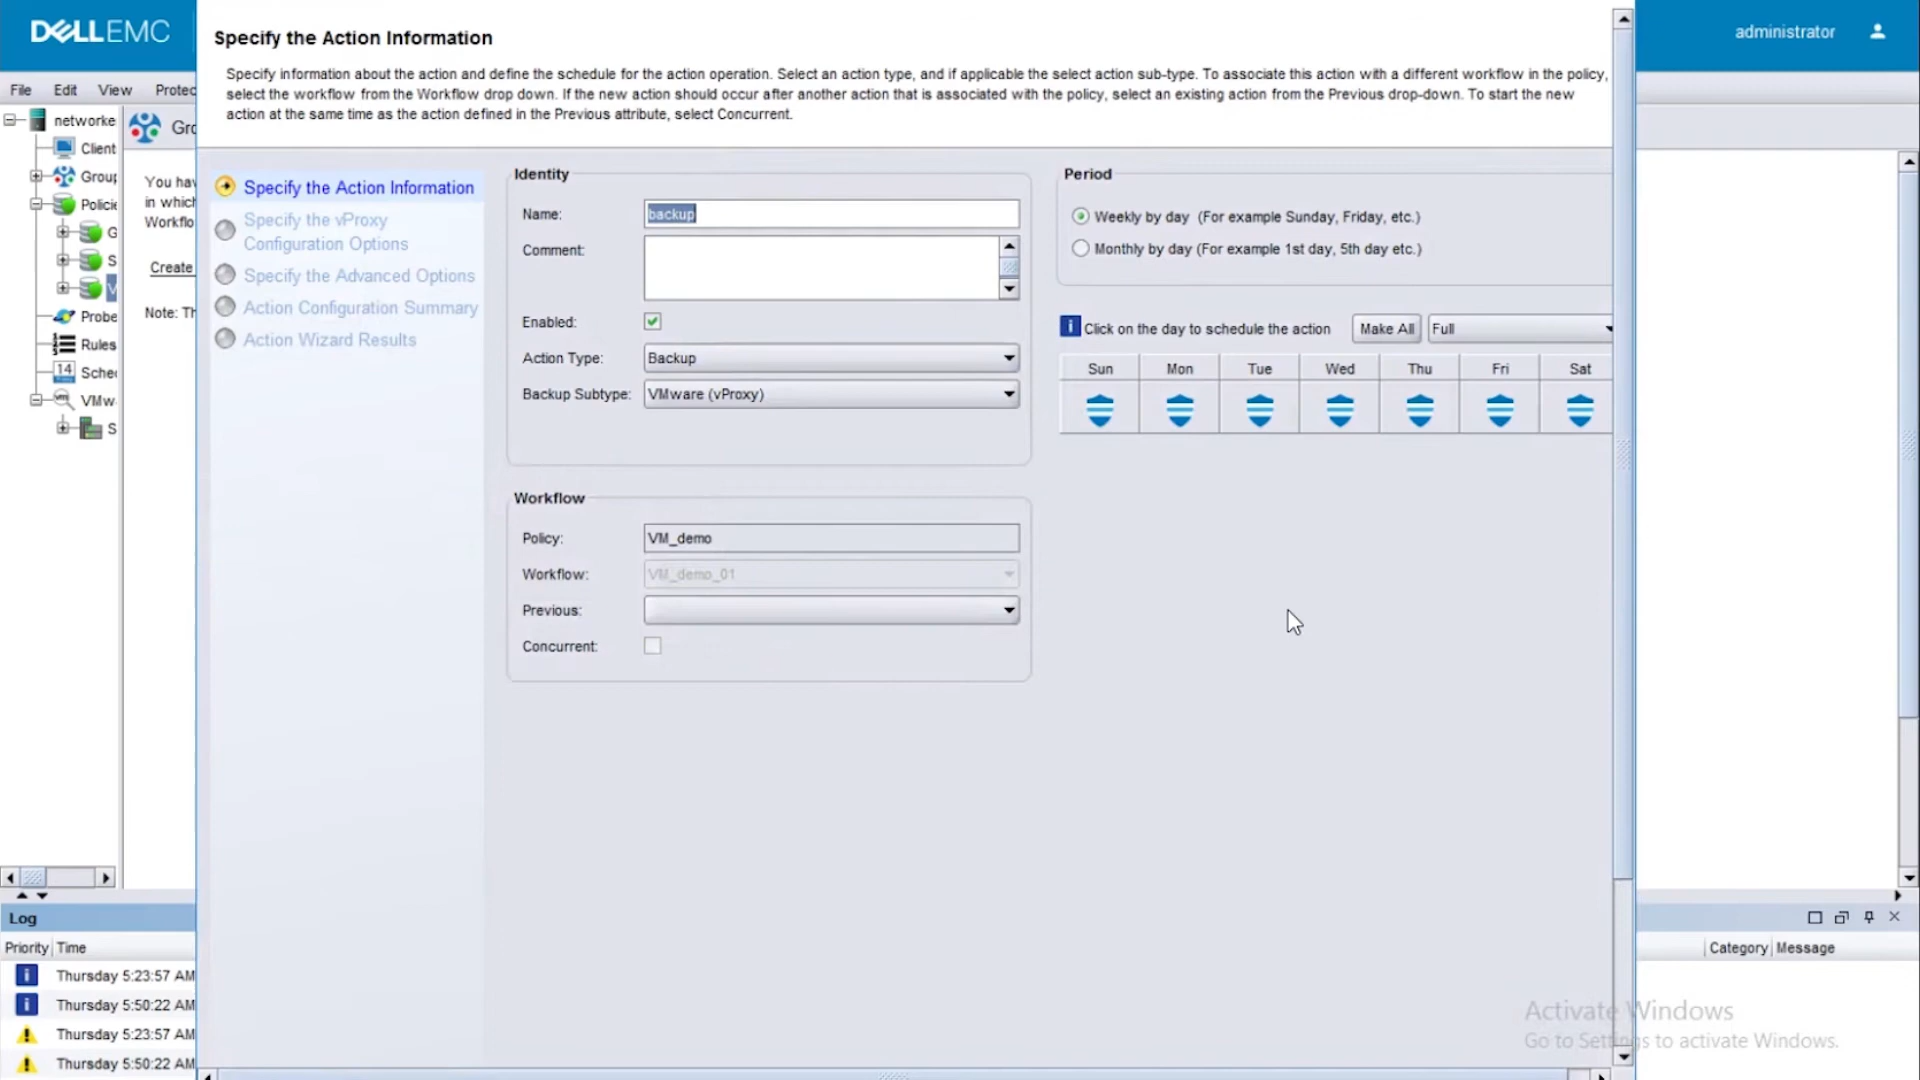 DELLEMC
administrator
Specify the Action Information
Specify information about the action and define the schedule for the action operation. Select an action type, and if applicable the select action sub-type. To associate this action with a different workflow in the policy,
select the workflow from the Workflow drop down. If the new action should occur after another action that is associated with the policy, select an existing action from the Previous drop-down. To start the new
action at the same time as the action defined in the Previous attribute, select Concurrent.
File Edit View Protec
networke
Client
Group
Policie
G
S
V
Probe
Rules
14 Sche
VMw
S
Gro
You hav
in which
Workflo
Create
Note: Th
Specify the Action Information
Specify the vProxy
Configuration Options
Specify the Advanced Options
Action Configuration Summary
Action Wizard Results
Identity
Name: backup
Comment:
Enabled:
Action Type: Backup
Backup Subtype: VMware (vProxy)
Workflow
Policy: VM_demo
Workflow: VM_demo_01
Previous:
Concurrent:
Period
Weekly by day (For example Sunday, Friday, etc.)
Monthly by day (For example 1st day, 5th day etc.)
i Click on the day to schedule the action Make All Full
Sun Mon Tue Wed Thu Fri Sat
Log
Priority Time Category Message
i Thursday 5:23:57 AM
i Thursday 5:50:22 AM
Thursday 5:23:57 AM
Thursday 5:50:22 AM
Activate Windows
Go to Settings to activate Windows.